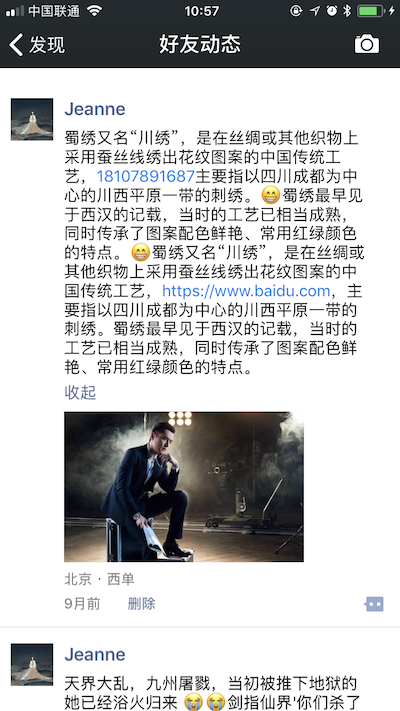 中国联通
10:57
发现
好友动态
Jeanne
蜀绣又名“川绣”，是在丝绸或其他织物上
采用蚕丝线绣出花纹图案的中国传统工
艺，18107891687主要指以四川成都为中
心的川西平原一带的刺绣。😁蜀绣最早见
于西汉的记载，当时的工艺已相当成熟，
同时传承了图案配色鲜艳、常用红绿颜色
的特点。😁蜀绣又名“川绣”，是在丝绸或
其他织物上采用蚕丝线绣出花纹图案的中
国传统工艺，https://www.baidu.com，主
要指以四川成都为中心的川西平原一带的
刺绣。蜀绣最早见于西汉的记载，当时的
工艺已相当成熟，同时传承了图案配色鲜
艳、常用红绿颜色的特点。
收起
北京 · 西单
9月前 删除
Jeanne
天界大乱，九州屠戮，当初被推下地狱的
她已经浴火归来 😭😭剑指仙界'你们杀了